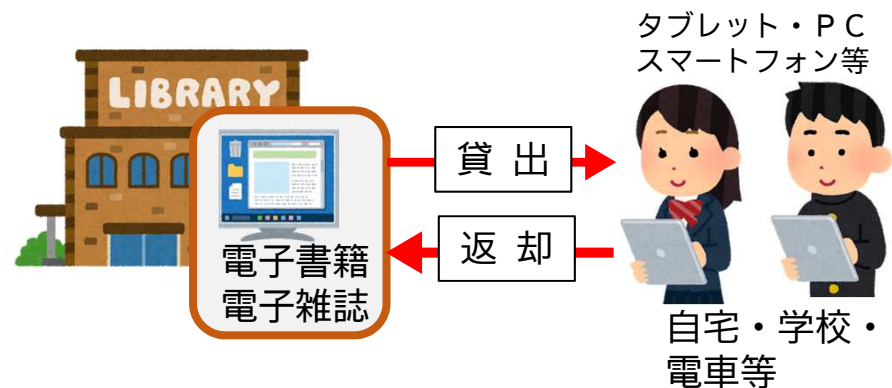 タブレット・ＰＣ
スマートフォン等
LIBRARY
貸 出
返 却
電子書籍
電子雑誌
自宅・学校・
電車等